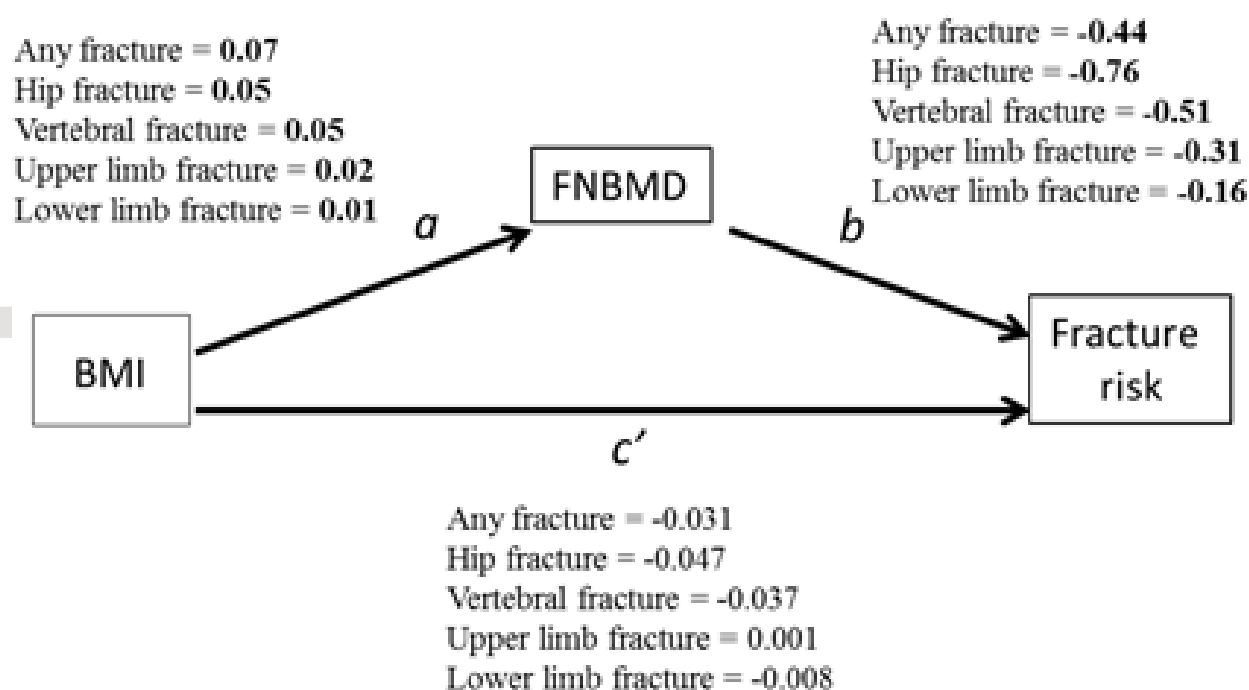 Any fracture = 0.07
Hip fracture = 0.05
Vertebral fracture = 0.05
Upper limb fracture = 0.02
Lower limb fracture = 0.01
Any fracture = -0.44
Hip fracture = -0.76
Vertebral fracture = -0.51
Upper limb fracture = -0.31
Lower limb fracture = -0.16
FNBMD
a
b
BMI
Fracture
risk
c′
Any fracture = -0.031
Hip fracture = -0.047
Vertebral fracture = -0.037
Upper limb fracture = 0.001
Lower limb fracture = -0.008